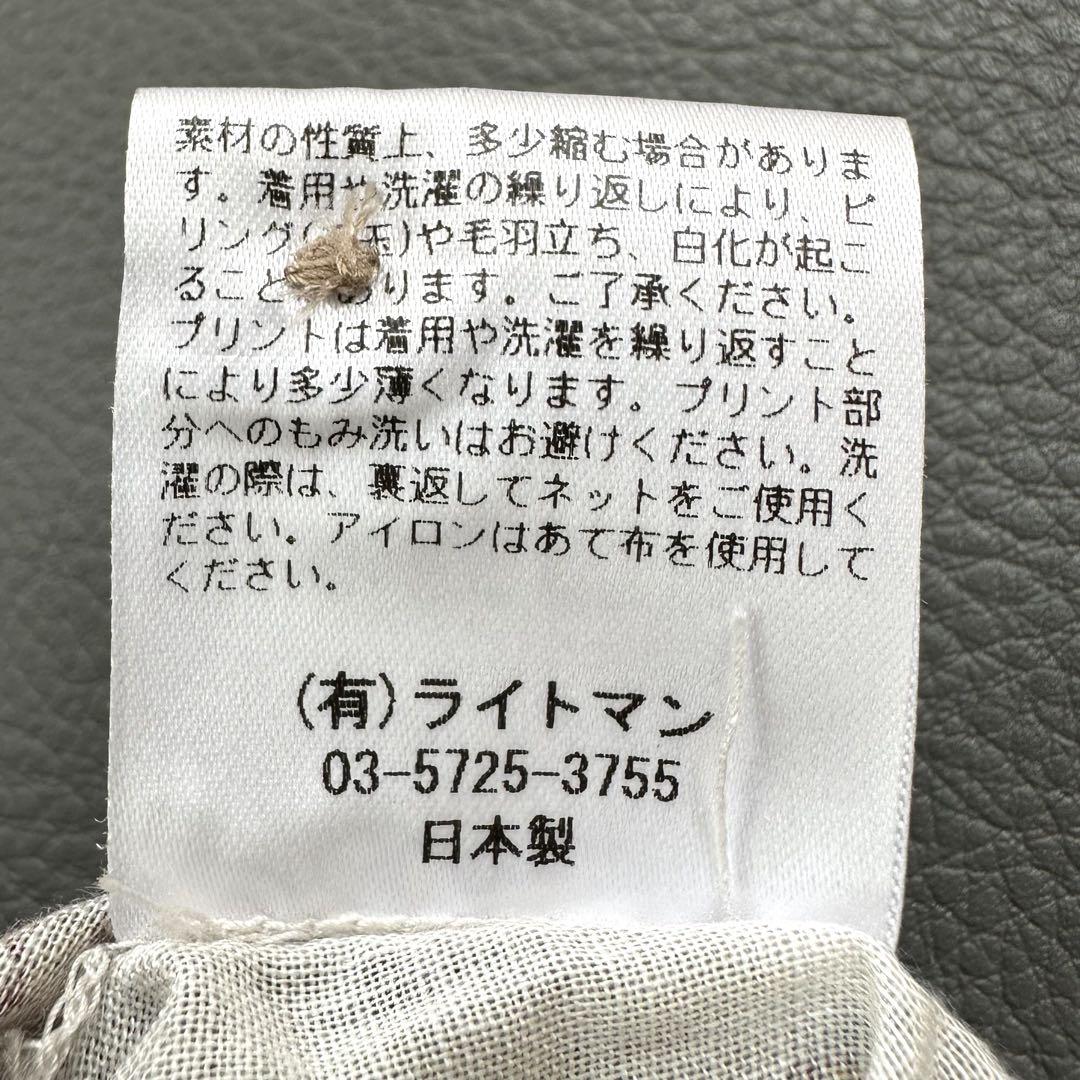 素材の性質上、多少縮む場合がありま
す。着用や洗濯の繰り返しにより、ピ
リング(玉)や毛羽立ち、白化が起こ
ること あります。ご了承ください。
プリントは着用や洗濯を繰り返すこと
により多少薄くなります。プリント部
分へのもみ洗いはお避けください。洗
濯の際は、裏返してネットをご使用く
ださい。アイロンはあて布を使用して
ください。
(有)ライトマン
03-5725-3755
日本製